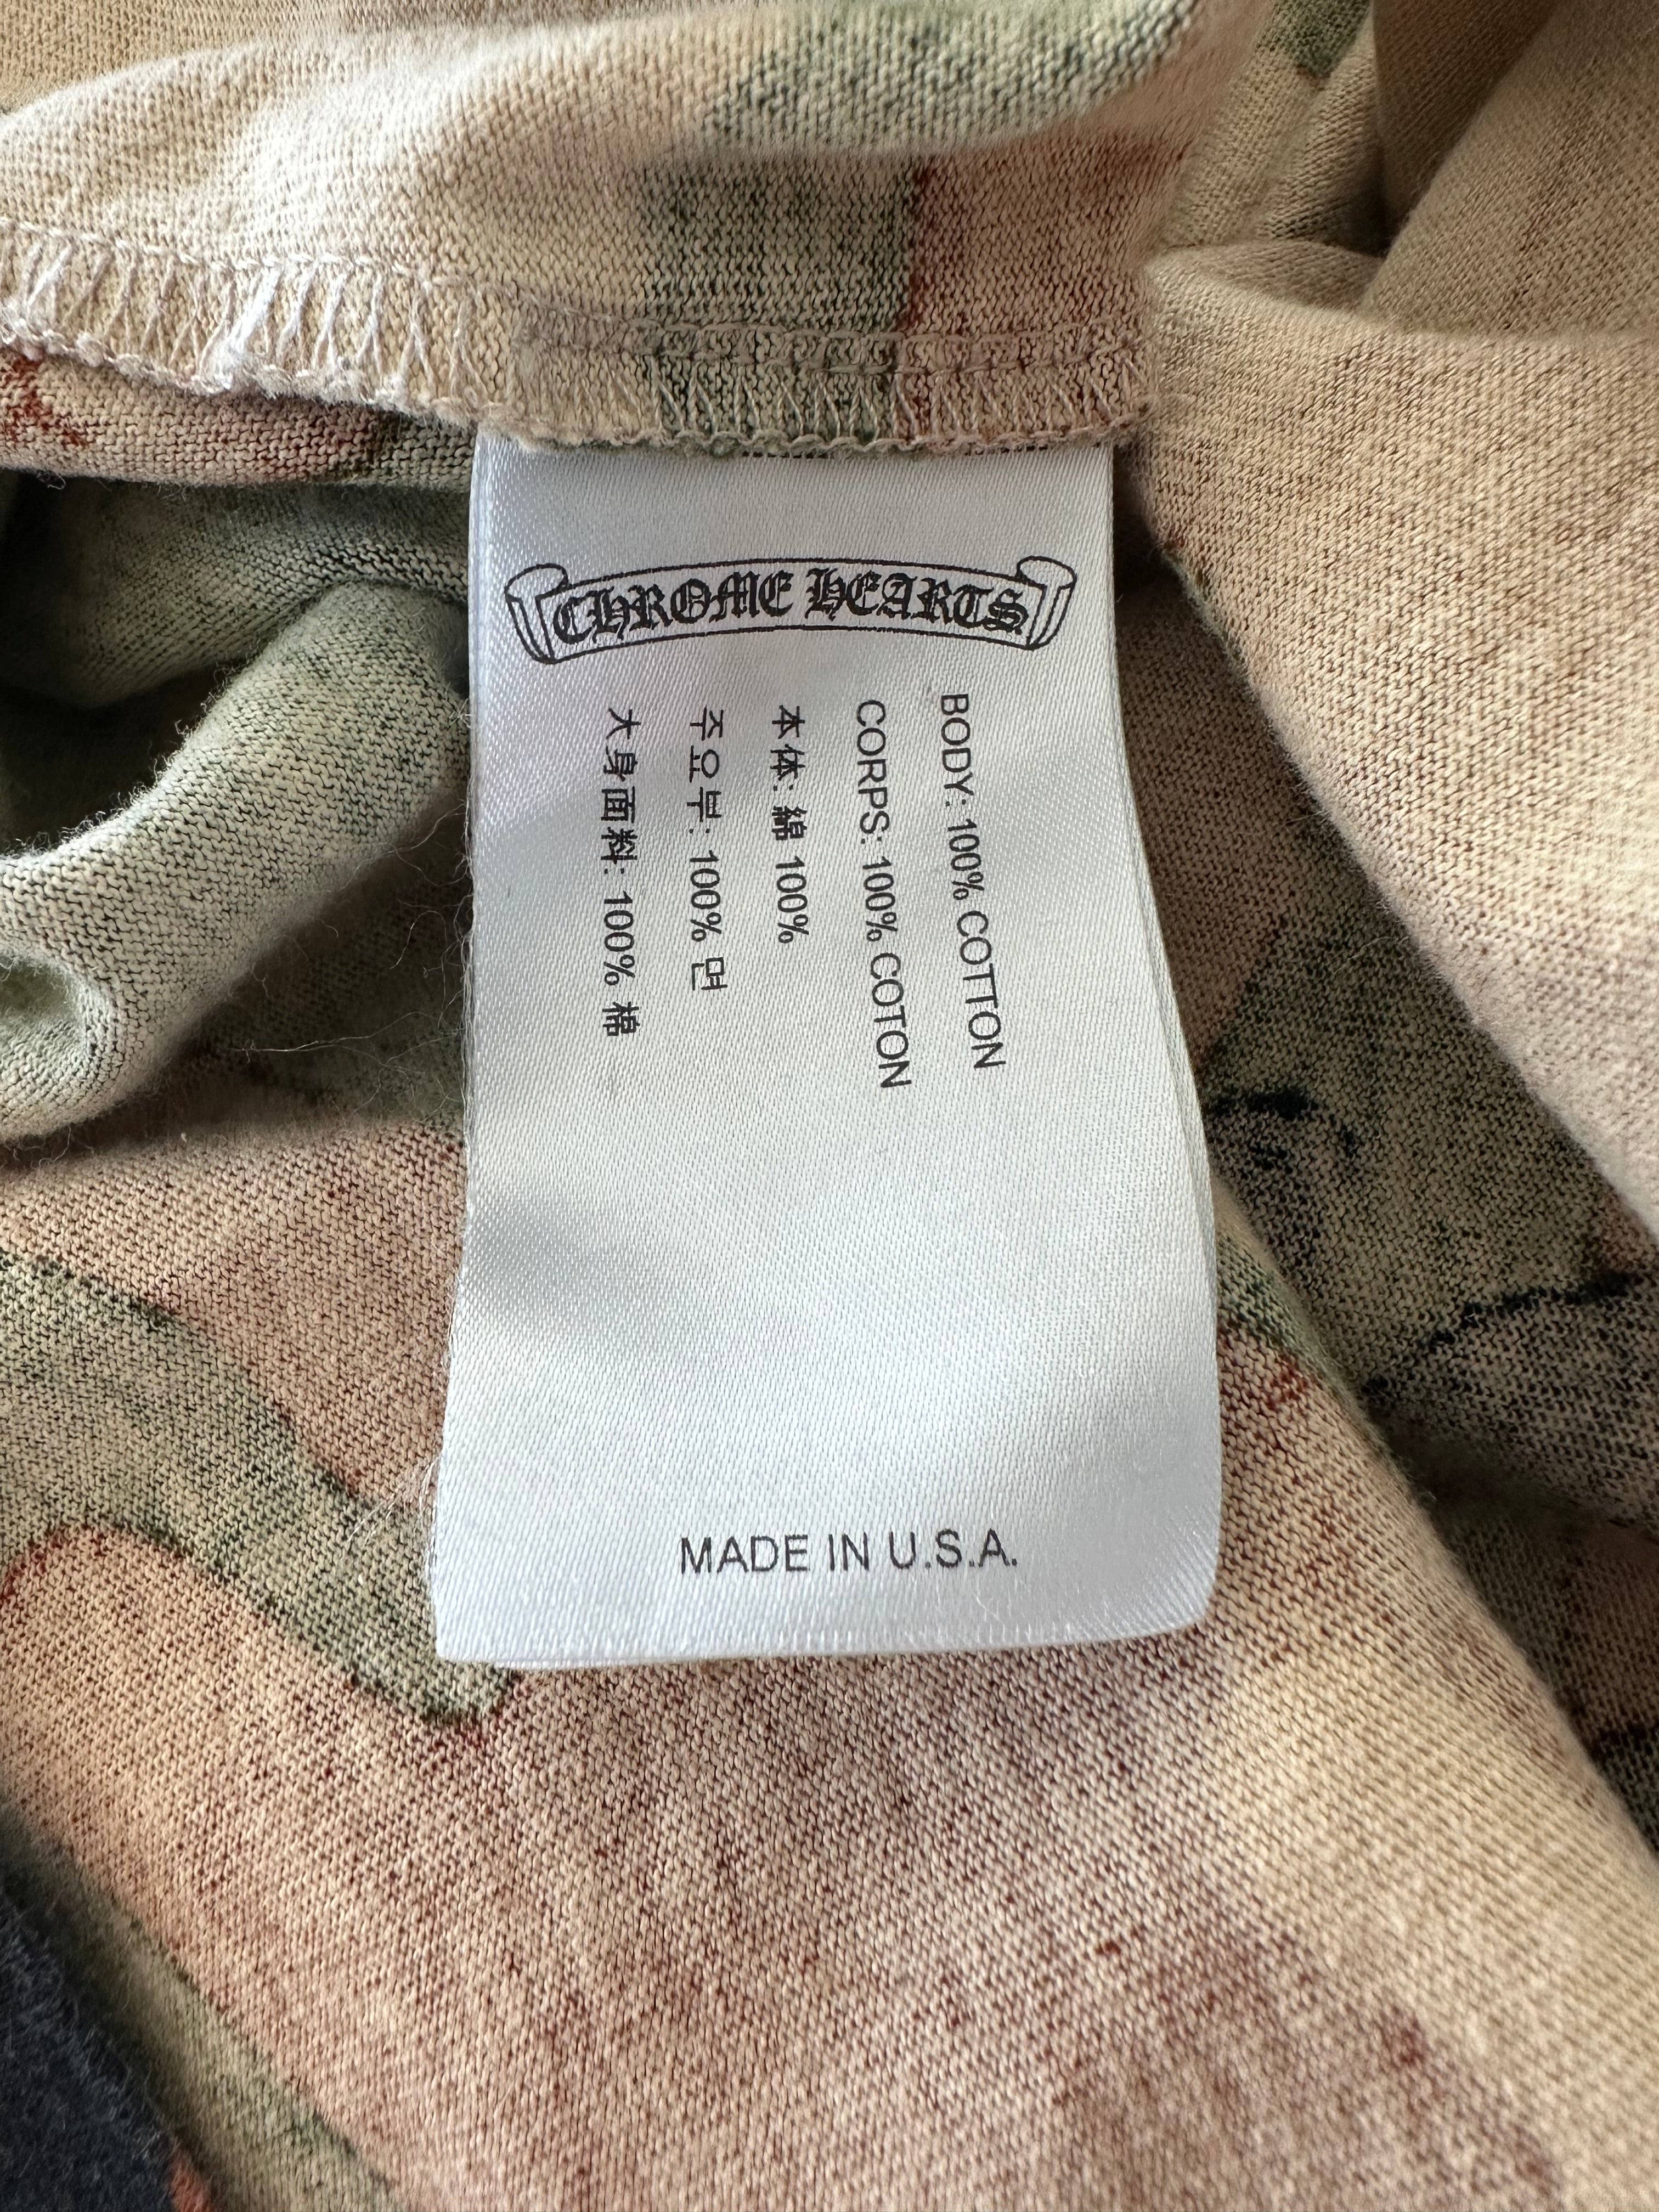 CHROME HEARTS
BODY: 100% COTTON
CORPS: 100% COTON
本体: 綿 100%
주요부: 100% 면
大身面料: 100% 棉
MADE IN U.S.A.